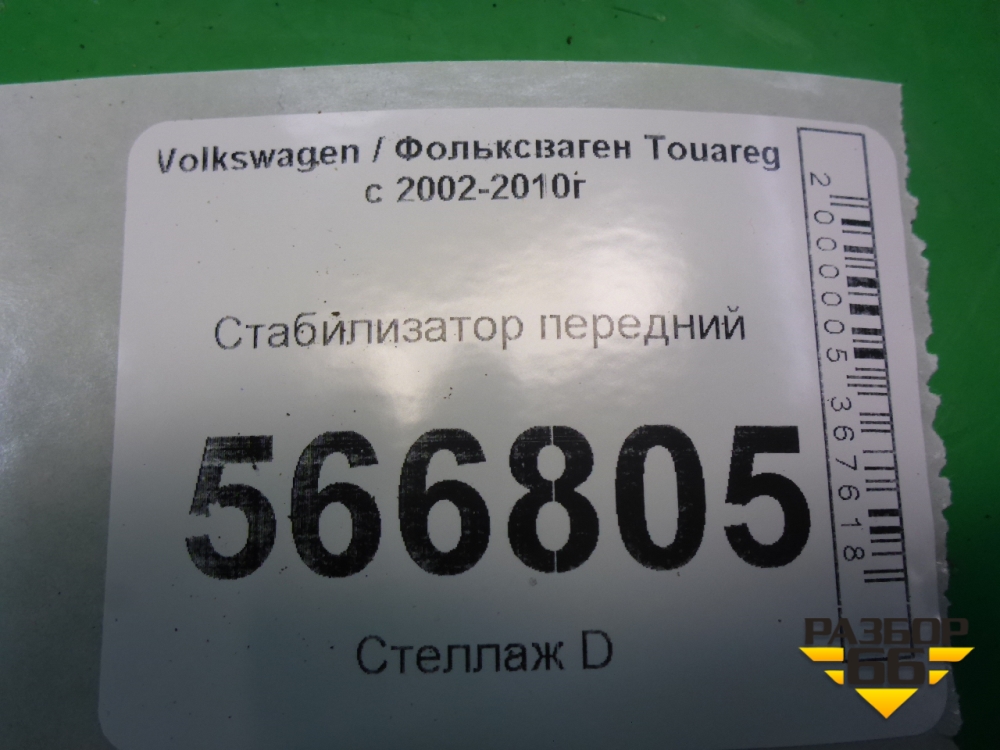 Volkswagen / Фольксваген Touareg
с 2002-2010г
Стабилизатор передний
566805
Стеллаж D
2000005367618
РАЗБОР
66